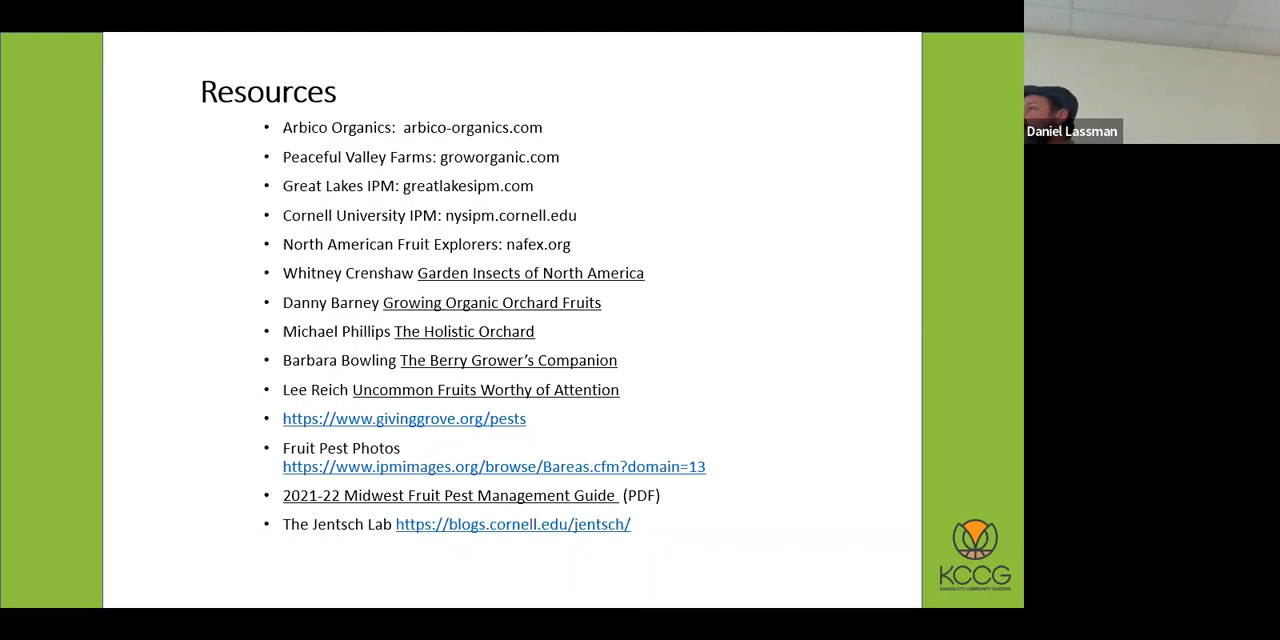 Resources
• Arbico Organics: arbico-organics.com
• Peaceful Valley Farms: groworganic.com
• Great Lakes IPM: greatlakesipm.com
• Cornell University IPM: nysipm.cornell.edu
• North American Fruit Explorers: nafex.org
• Whitney Crenshaw Garden Insects of North America
• Danny Barney Growing Organic Orchard Fruits
• Michael Phillips The Holistic Orchard
• Barbara Bowling The Berry Grower’s Companion
• Lee Reich Uncommon Fruits Worthy of Attention
• https://www.givinggrove.org/pests
• Fruit Pest Photos
https://www.ipmimages.org/browse/Bareas.cfm?domain=13
• 2021-22 Midwest Fruit Pest Management Guide (PDF)
• The Jentsch Lab https://blogs.cornell.edu/jentsch/
KCCG
KANSAS CITY COMMUNITY GARDENS
Daniel Lassman